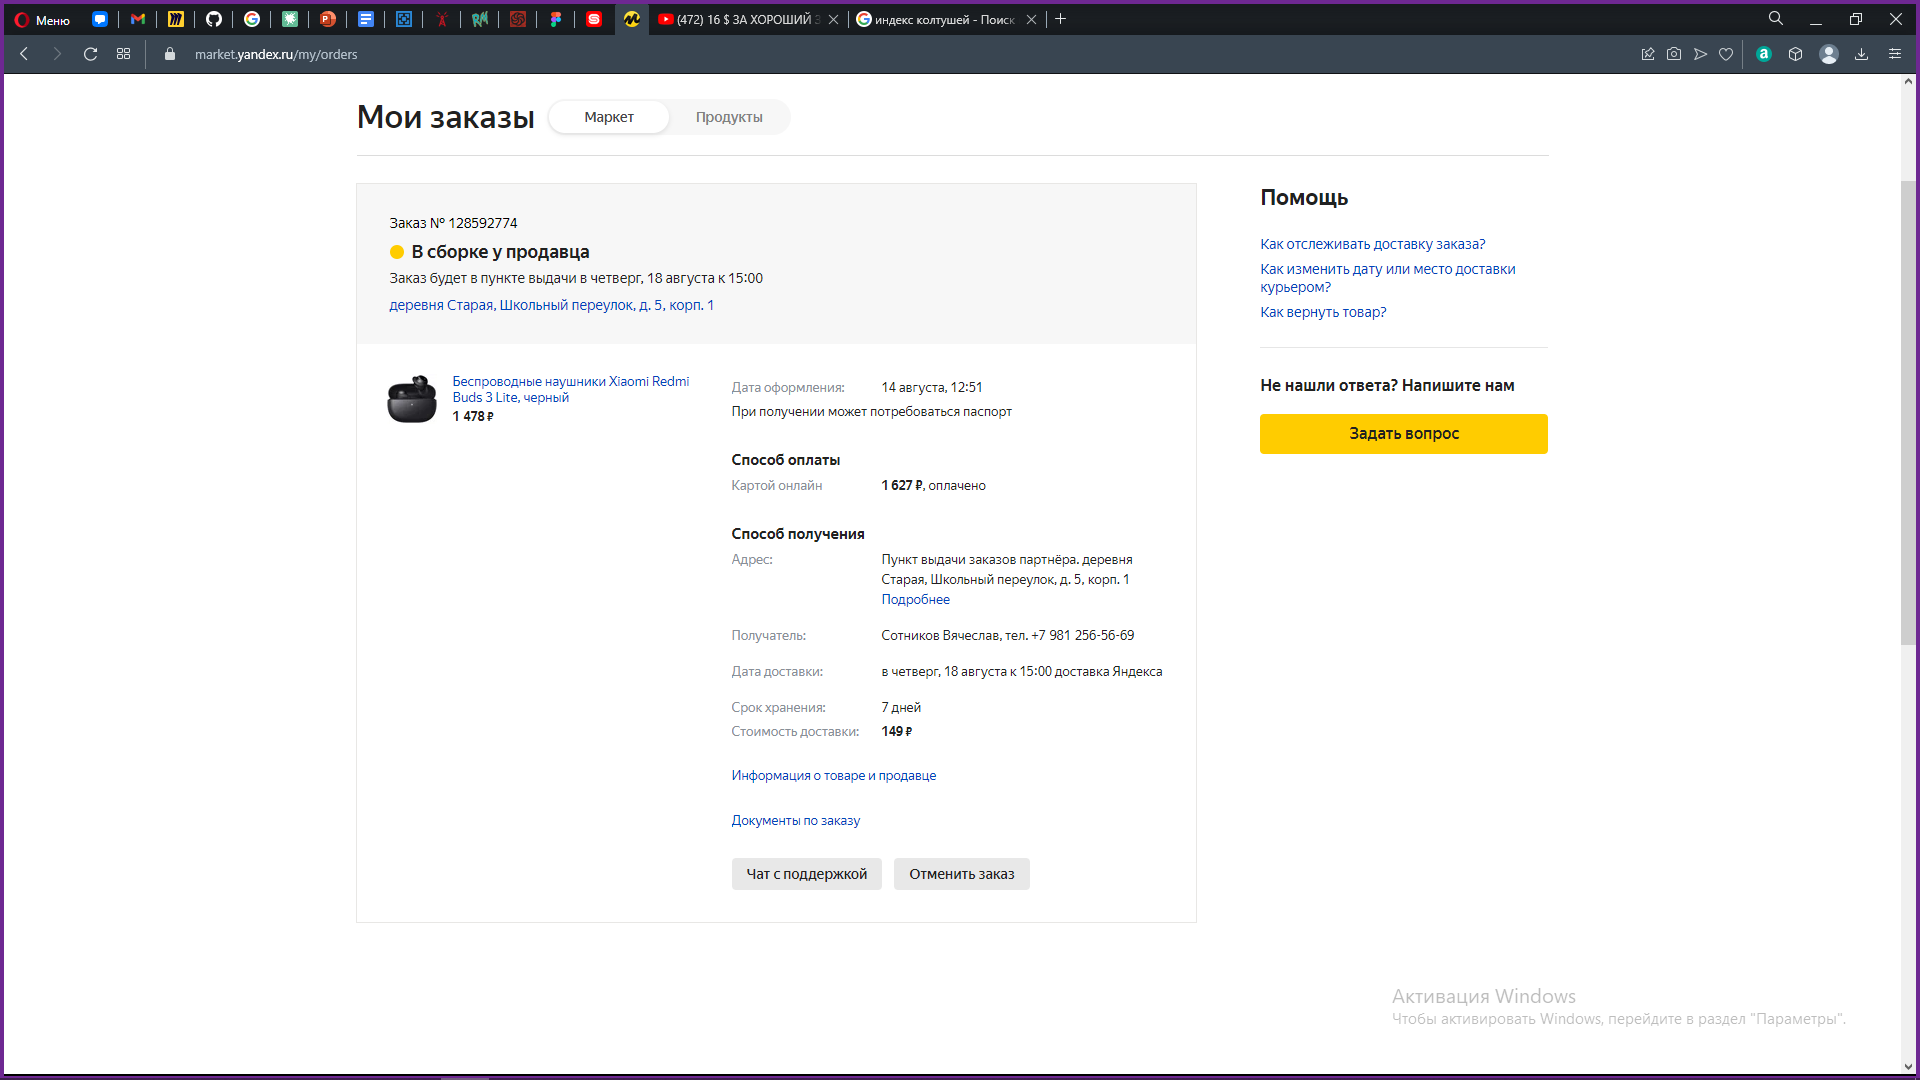 Меню
(472) 16 $ ЗА ХОРОШИЙ
индекс колтушей - Поиск
market.yandex.ru/my/orders
Мои заказы
Маркет
Продукты
Заказ № 128592774
В сборке у продавца
Заказ будет в пункте выдачи в четверг, 18 августа к 15:00
деревня Старая, Школьный переулок, д. 5, корп. 1
Беспроводные наушники Xiaomi Redmi
Buds 3 Lite, черный
1 478 ₽
Дата оформления: 14 августа, 12:51
При получении может потребоваться паспорт
Способ оплаты
Картой онлайн 1 627 ₽, оплачено
Способ получения
Адрес: Пункт выдачи заказов партнёра. деревня
Старая, Школьный переулок, д. 5, корп. 1
Подробнее
Получатель: Сотников Вячеслав, тел. +7 981 256-56-69
Дата доставки: в четверг, 18 августа к 15:00 доставка Яндекса
Срок хранения: 7 дней
Стоимость доставки: 149 ₽
Информация о товаре и продавце
Документы по заказу
Чат с поддержкой
Отменить заказ
Помощь
Как отслеживать доставку заказа?
Как изменить дату или место доставки
курьером?
Как вернуть товар?
Не нашли ответа? Напишите нам
Задать вопрос
Активация Windows
Чтобы активировать Windows, перейдите в раздел "Параметры".